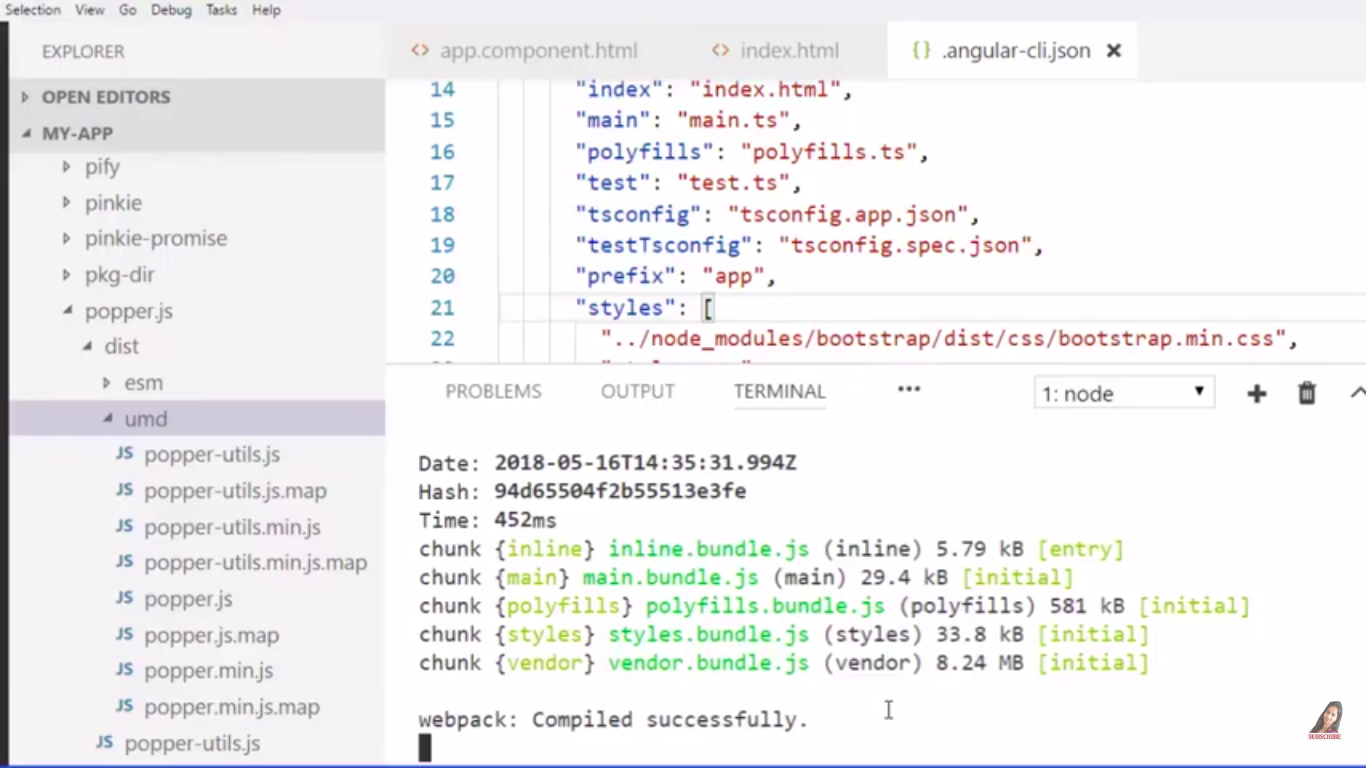 Selection View Go Debug Tasks Help
EXPLORER
OPEN EDITORS
MY-APP
pify
pinkie
pinkie-promise
pkg-dir
popper.js
dist
esm
umd
JS popper-utils.js
JS popper-utils.js.map
JS popper-utils.min.js
JS popper-utils.min.js.map
JS popper.js
JS popper.js.map
JS popper.min.js
JS popper.min.js.map
JS popper-utils.js
<> app.component.html <> index.html {} .angular-cli.json ×
14 "index": "index.html",
15 "main": "main.ts",
16 "polyfills": "polyfills.ts",
17 "test": "test.ts",
18 "tsconfig": "tsconfig.app.json",
19 "testTsconfig": "tsconfig.spec.json",
20 "prefix": "app",
21 "styles": [
22 "../node_modules/bootstrap/dist/css/bootstrap.min.css",
PROBLEMS OUTPUT TERMINAL ••• 1: node
Date: 2018-05-16T14:35:31.994Z
Hash: 94d65504f2b55513e3fe
Time: 452ms
chunk {inline} inline.bundle.js (inline) 5.79 kB [entry]
chunk {main} main.bundle.js (main) 29.4 kB [initial]
chunk {polyfills} polyfills.bundle.js (polyfills) 581 kB [initial]
chunk {styles} styles.bundle.js (styles) 33.8 kB [initial]
chunk {vendor} vendor.bundle.js (vendor) 8.24 MB [initial]
webpack: Compiled successfully.
SUBSCRIBE